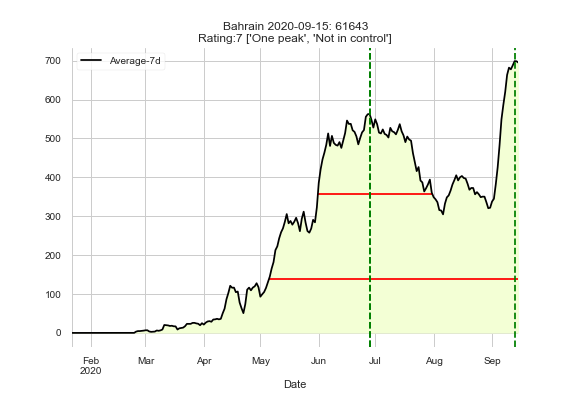 Bahrain 2020-09-15: 61643
Rating:7 ['One peak', 'Not in control']
Average-7d
700
600
500
400
300
200
100
0
Feb Mar Apr May Jun Jul Aug Sep
2020
Date